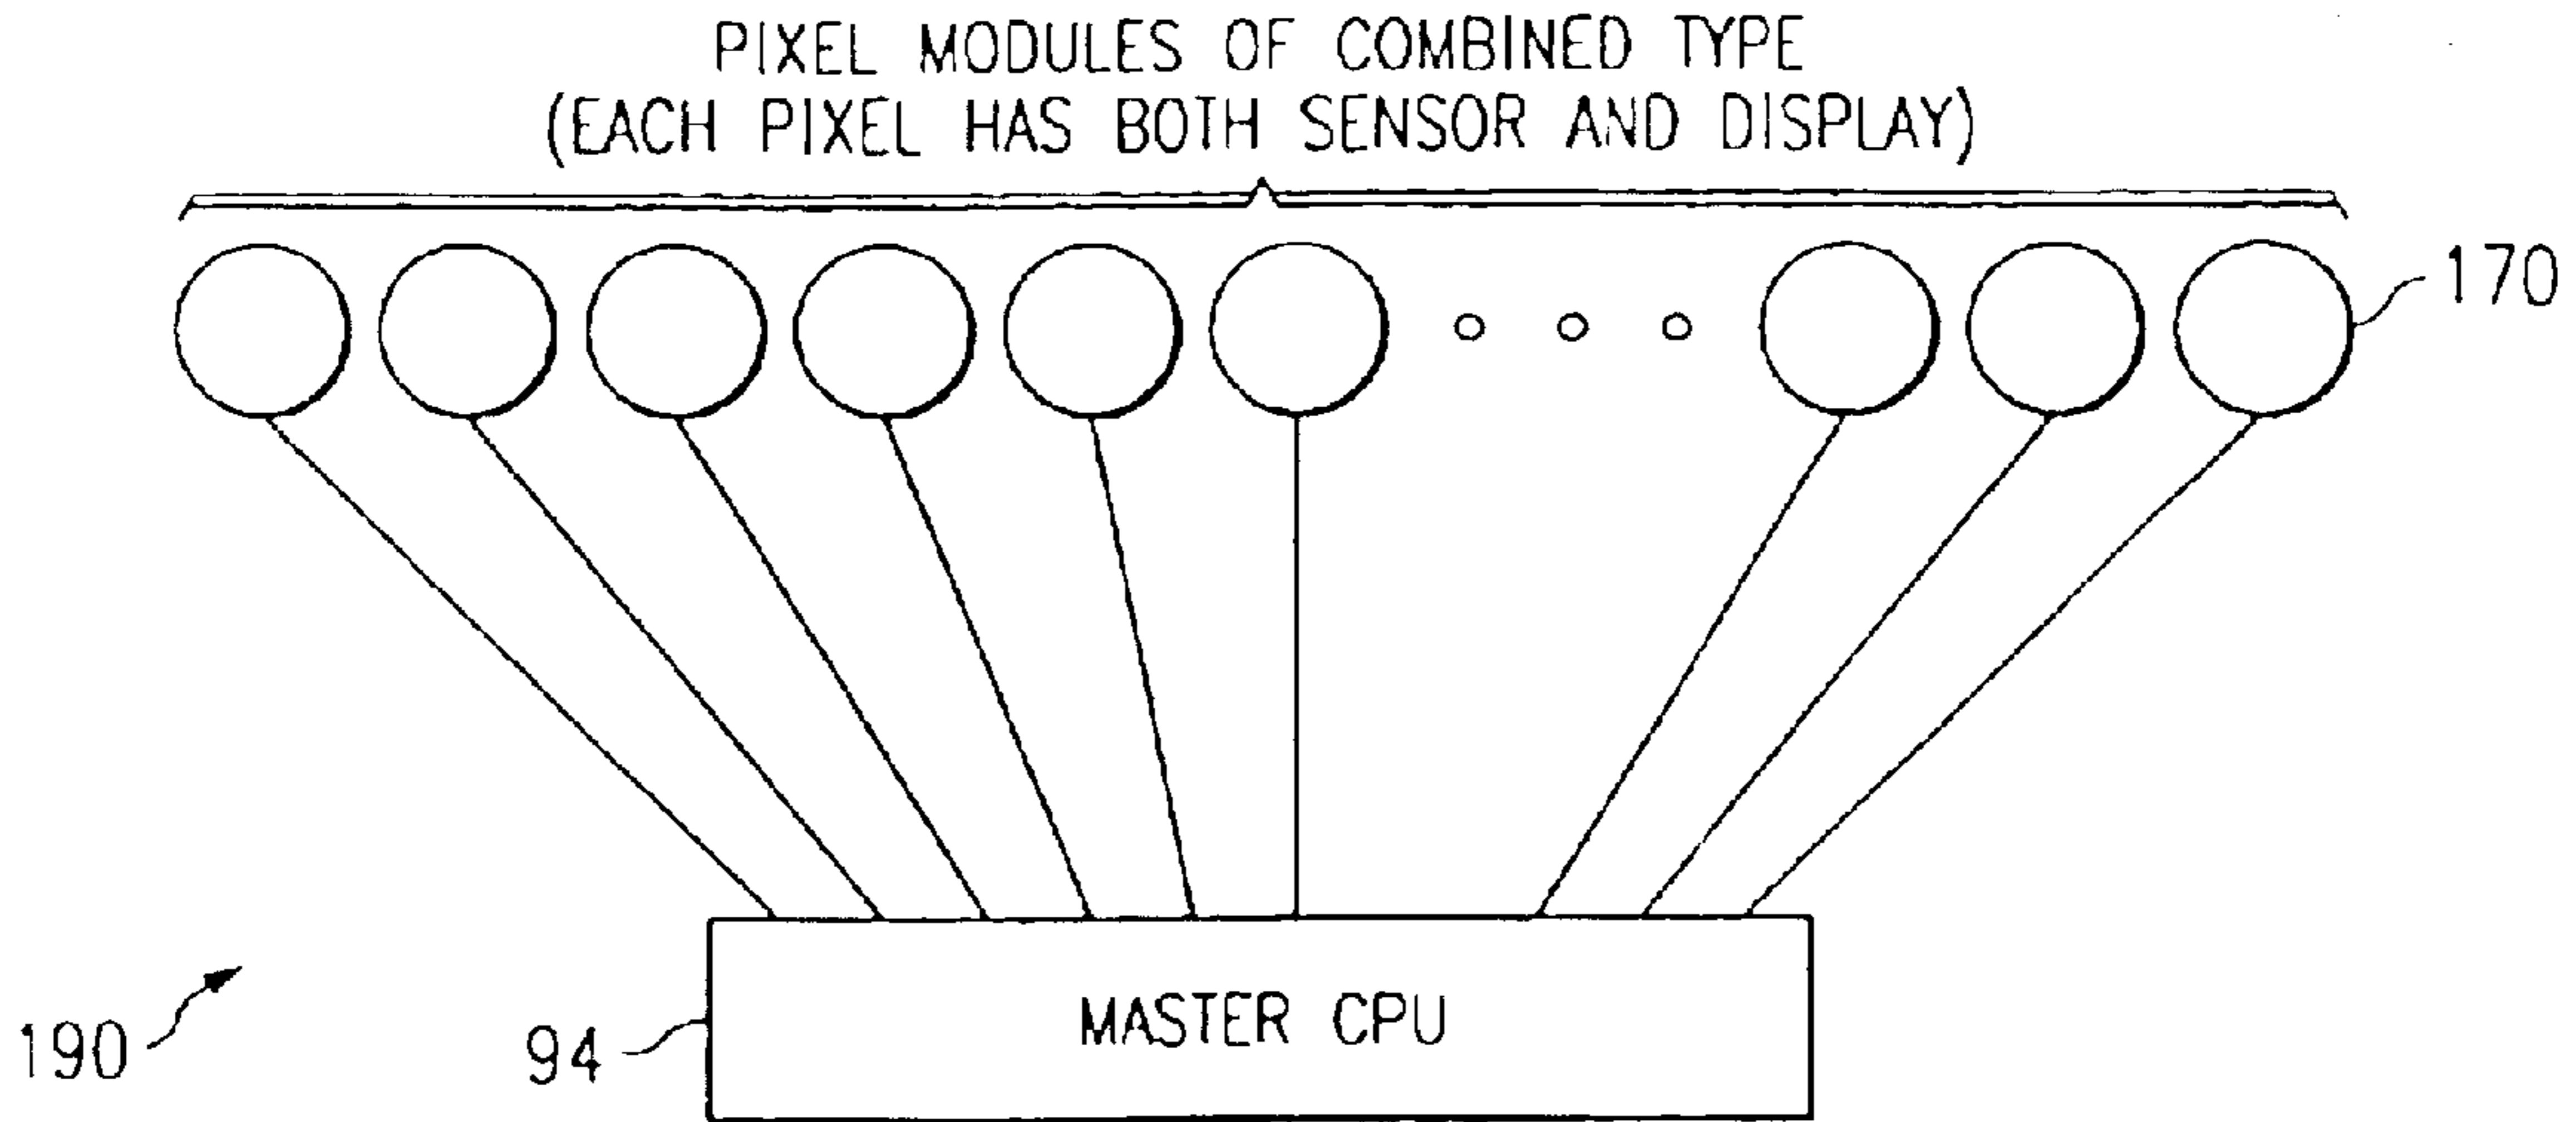 PIXEL MODULES OF COMBINED TYPE
(EACH PIXEL HAS BOTH SENSOR AND DISPLAY)
170
MASTER CPU
94
190